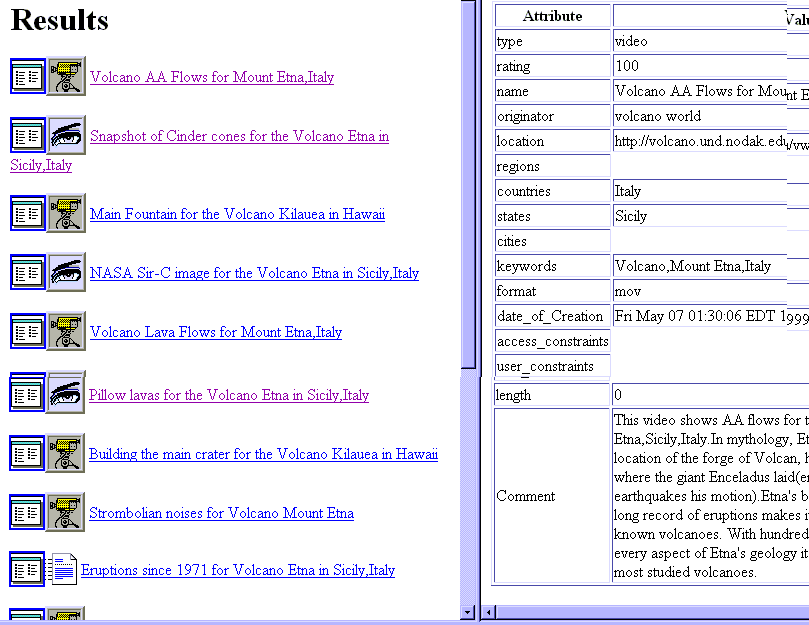 Results
Volcano AA Flows for Mount Etna,Italy
Snapshot of Cinder cones for the Volcano Etna in
Sicily,Italy
Main Fountain for the Volcano Kilauea in Hawaii
NASA Sir-C image for the Volcano Etna in Sicily,Italy
Volcano Lava Flows for Mount Etna,Italy
Pillow lavas for the Volcano Etna in Sicily,Italy
Building the main crater for the Volcano Kilauea in Hawaii
Strombolian noises for Volcano Mount Etna
Eruptions since 1971 for Volcano Etna in Sicily,Italy
Attribute
type video
rating 100
name Volcano AA Flows for
originator volcano world
location http://volcano.und.nodak.edu
regions
countries Italy
states Sicily
cities
keywords Volcano,Mount Etna,Italy
format mov
date_of_Creation Fri May 07 01:30:06 EDT 1999
access_constraints
user_constraints
length 0
Comment
This video shows AA flows for
Etna,Sicily,Italy.In mythology,
location of the forge of Volcan,
where the giant Enceladus
earthquakes his motion).Etna's
long record of eruptions makes
known volcanoes. With
every aspect of Etna's geology it
most studied volcanoes.